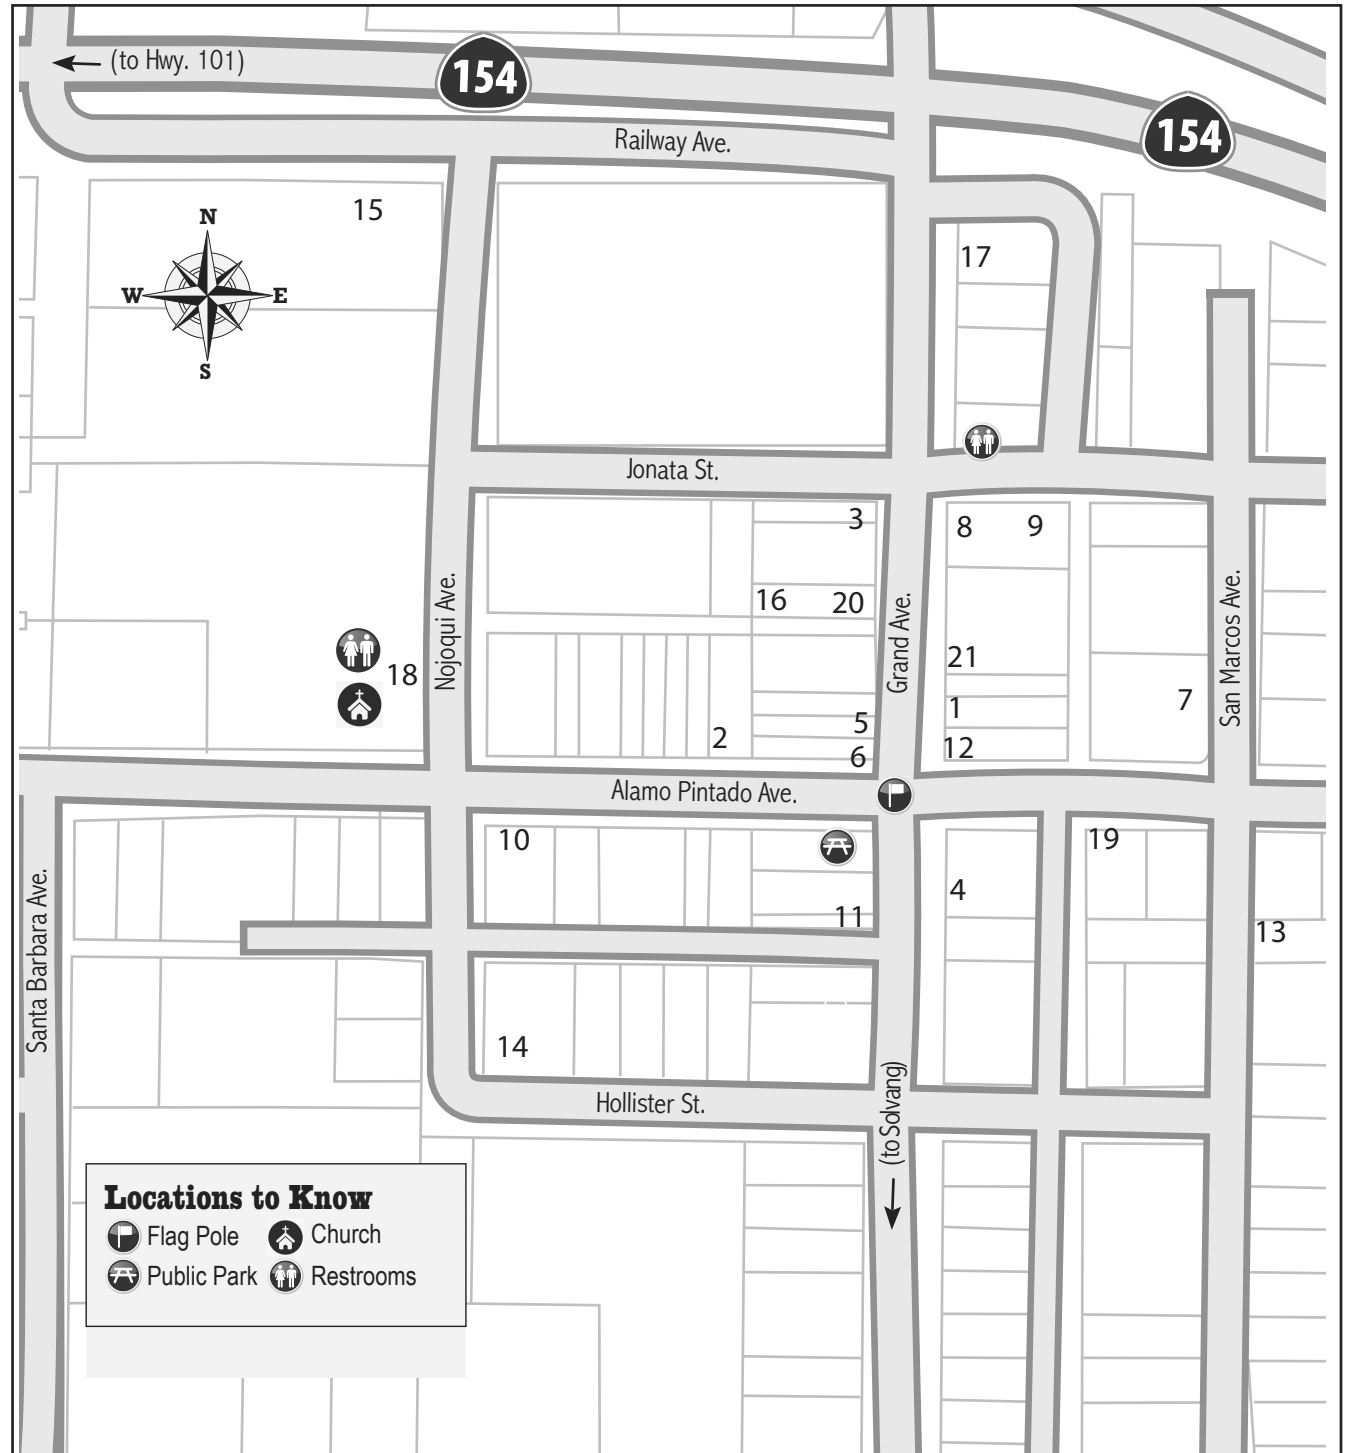 (to Hwy. 101)
154
Railway Ave.
154
15
N
W
E
S
17
Jonata St.
3
8
9
16
20
Nojoqui Ave.
Grand Ave.
San Marcos Ave.
21
18
7
1
5
2
12
6
Alamo Pintado Ave.
10
19
4
Santa Barbara Ave.
11
13
14
(to Solvang)
Hollister St.
Locations to Know
Flag Pole
Church
Public Park
Restrooms